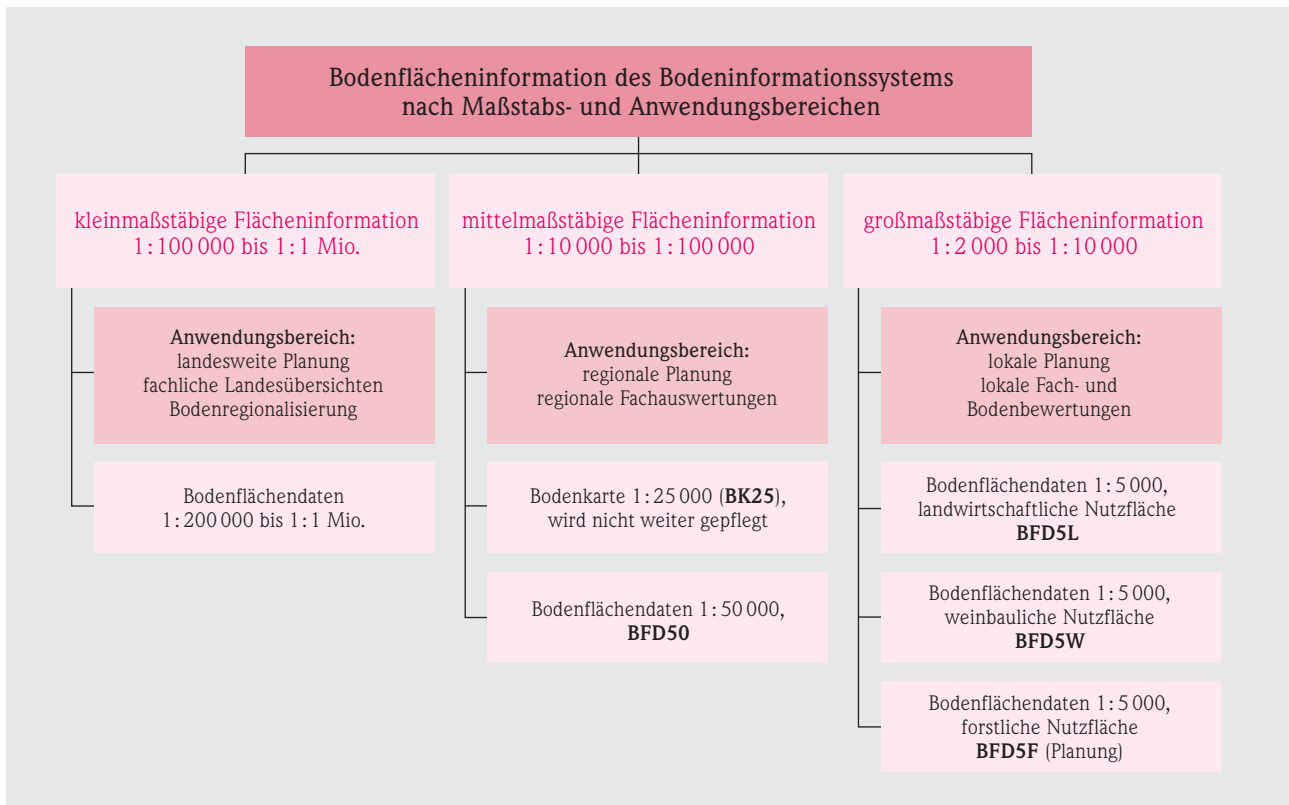 Bodenflächeninformation des Bodeninformationssystems
nach Maßstabs- und Anwendungsbereichen
kleinmaßstäbige Flächeninformation
1:100 000 bis 1:1 Mio.
Anwendungsbereich:
landesweite Planung
fachliche Landesübersichten
Bodenregionalisierung
Bodenflächendaten
1:200 000 bis 1:1 Mio.
mittelmaßstäbige Flächeninformation
1:10 000 bis 1:100 000
Anwendungsbereich:
regionale Planung
regionale Fachauswertungen
Bodenkarte 1:25 000 (BK25),
wird nicht weiter gepflegt
Bodenflächendaten 1:50 000,
BFD50
großmaßstäbige Flächeninformation
1:2 000 bis 1:10 000
Anwendungsbereich:
lokale Planung
lokale Fach- und
Bodenbewertungen
Bodenflächendaten 1:5 000,
landwirtschaftliche Nutzfläche
BFD5L
Bodenflächendaten 1:5 000,
weinbauliche Nutzfläche
BFD5W
Bodenflächendaten 1:5 000,
forstliche Nutzfläche
BFD5F (Planung)